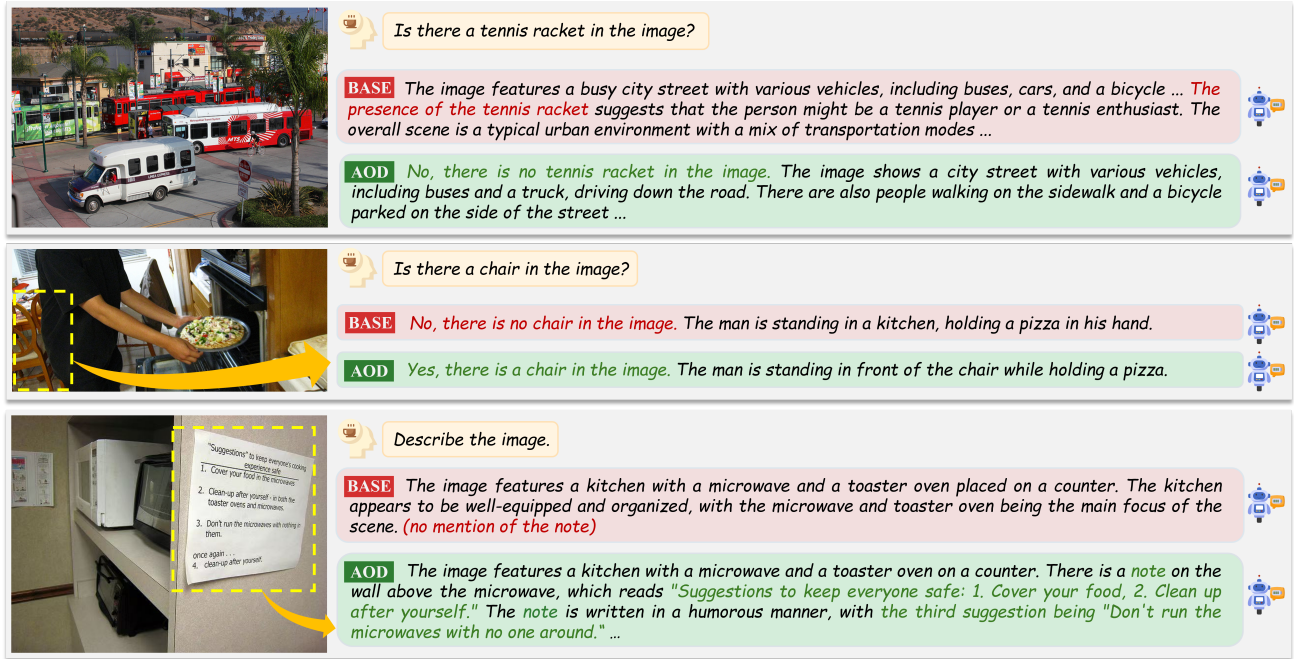 Is there a tennis racket in the image?
BASE The image features a busy city street with various vehicles, including buses, cars, and a bicycle ... The
presence of the tennis racket suggests that the person might be a tennis player or a tennis enthusiast. The
overall scene is a typical urban environment with a mix of transportation modes ...
AOD No, there is no tennis racket in the image. The image shows a city street with various vehicles,
including buses and a truck, driving down the road. There are also people walking on the sidewalk and a bicycle
parked on the side of the street ...
Is there a chair in the image?
BASE No, there is no chair in the image. The man is standing in a kitchen, holding a pizza in his hand.
AOD Yes, there is a chair in the image. The man is standing in front of the chair while holding a pizza.
"Suggestions" to keep everyone's cooking
experience safe
1. Cover your food in the microwaves
2. Clean-up after yourself - in both the
toaster ovens and microwaves.
3. Don't run the microwaves with nothing in
them.
once again . . .
4. clean-up after yourself.
Describe the image.
BASE The image features a kitchen with a microwave and a toaster oven placed on a counter. The kitchen
appears to be well-equipped and organized, with the microwave and toaster oven being the main focus of the
scene. (no mention of the note)
AOD The image features a kitchen with a microwave and a toaster oven on a counter. There is a note on the
wall above the microwave, which reads "Suggestions to keep everyone safe: 1. Cover your food, 2. Clean up
after yourself." The note is written in a humorous manner, with the third suggestion being "Don't run the
microwaves with no one around." ...